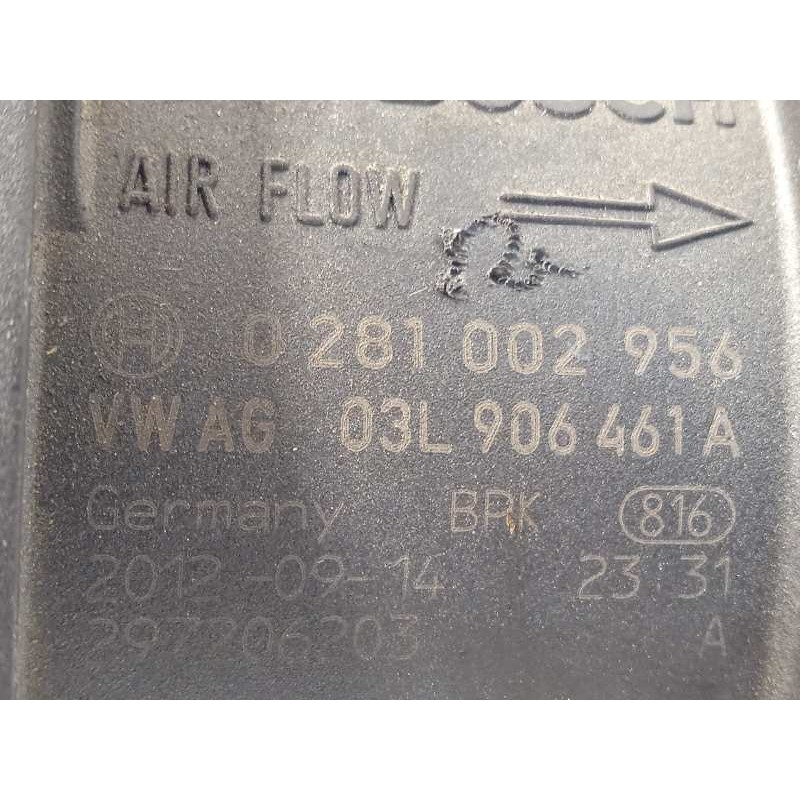 BOSCH
AIR FLOW
0 281 002 956
VW AG 03L 906 461 A
Germany BRK 816
2012-09-14 23 31
297206203 A